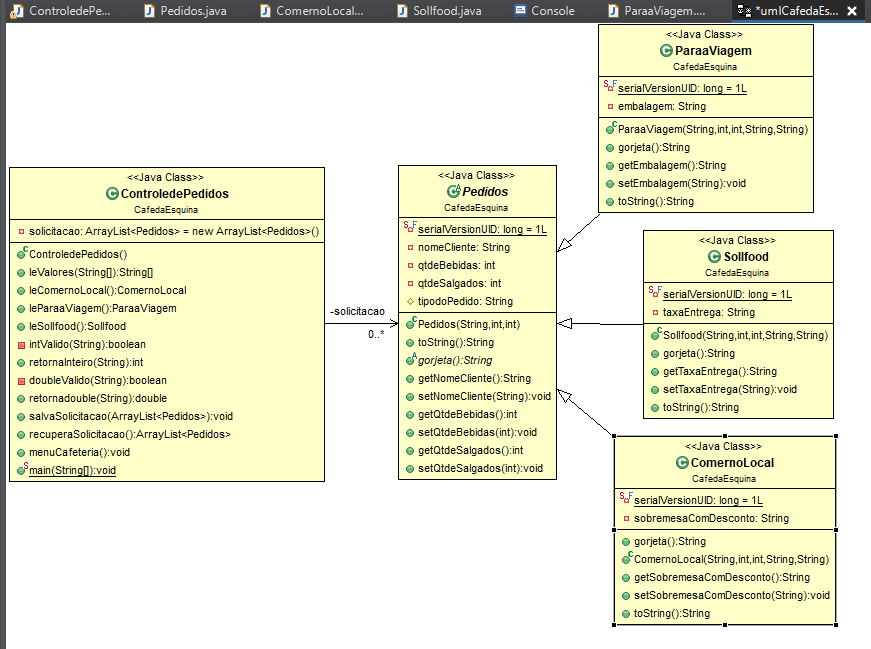 ControledePe...
Pedidos.java
ComernoLocal...
Sollfood.java
Console
ParaaViagem....
*umlCafedaEs...
<<Java Class>>
ParaaViagem
CafedaEsquina
serialVersionUID: long = 1L
embalagem: String
ParaaViagem(String,int,int,String,String)
gorjeta():String
getEmbalagem():String
setEmbalagem(String):void
toString():String
<<Java Class>>
ControledePedidos
CafedaEsquina
solicitacao: ArrayList<Pedidos> = new ArrayList<Pedidos>()
ControledePedidos()
leValores(String[]):String[]
leComernoLocal():ComernoLocal
leParaaViagem():ParaaViagem
leSollfood():Sollfood
intValido(String):boolean
retornaInteiro(String):int
doubleValido(String):boolean
retornadouble(String):double
salvaSolicitacao(ArrayList<Pedidos>):void
recuperaSolicitacao():ArrayList<Pedidos>
menuCafeteria():void
main(String[]):void
-solicitacao
0..*
<<Java Class>>
Pedidos
CafedaEsquina
serialVersionUID: long = 1L
nomeCliente: String
qtdeBebidas: int
qtdeSalgados: int
tipodoPedido: String
Pedidos(String,int,int)
toString():String
gorjeta():String
getNomeCliente():String
setNomeCliente(String):void
getQtdeBebidas():int
setQtdeBebidas(int):void
getQtdeSalgados():int
setQtdeSalgados(int):void
<<Java Class>>
Sollfood
CafedaEsquina
serialVersionUID: long = 1L
taxaEntrega: String
Sollfood(String,int,int,String,String)
gorjeta():String
getTaxaEntrega():String
setTaxaEntrega(String):void
toString():String
<<Java Class>>
ComernoLocal
CafedaEsquina
serialVersionUID: long = 1L
sobremesaComDesconto: String
gorjeta():String
ComernoLocal(String,int,int,String,String)
getSobremesaComDesconto():String
setSobremesaComDesconto(String):void
toString():String